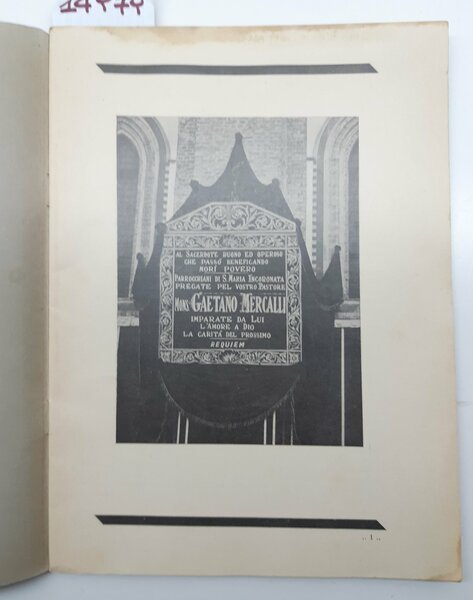 14474
AL SACERDOTE BUONO ED OPEROSO
CHE PASSÒ BENEFICANDO
MORÌ POVERO
PARROCCHIANI DI S. MARIA INCORONATA
PREGATE PEL VOSTRO PASTORE
MONS. GAETANO MERCALLI
IMPARATE DA LUI
L'AMORE A DIO
LA CARITÀ DEL PROSSIMO
REQUIEM
.. 1 ..